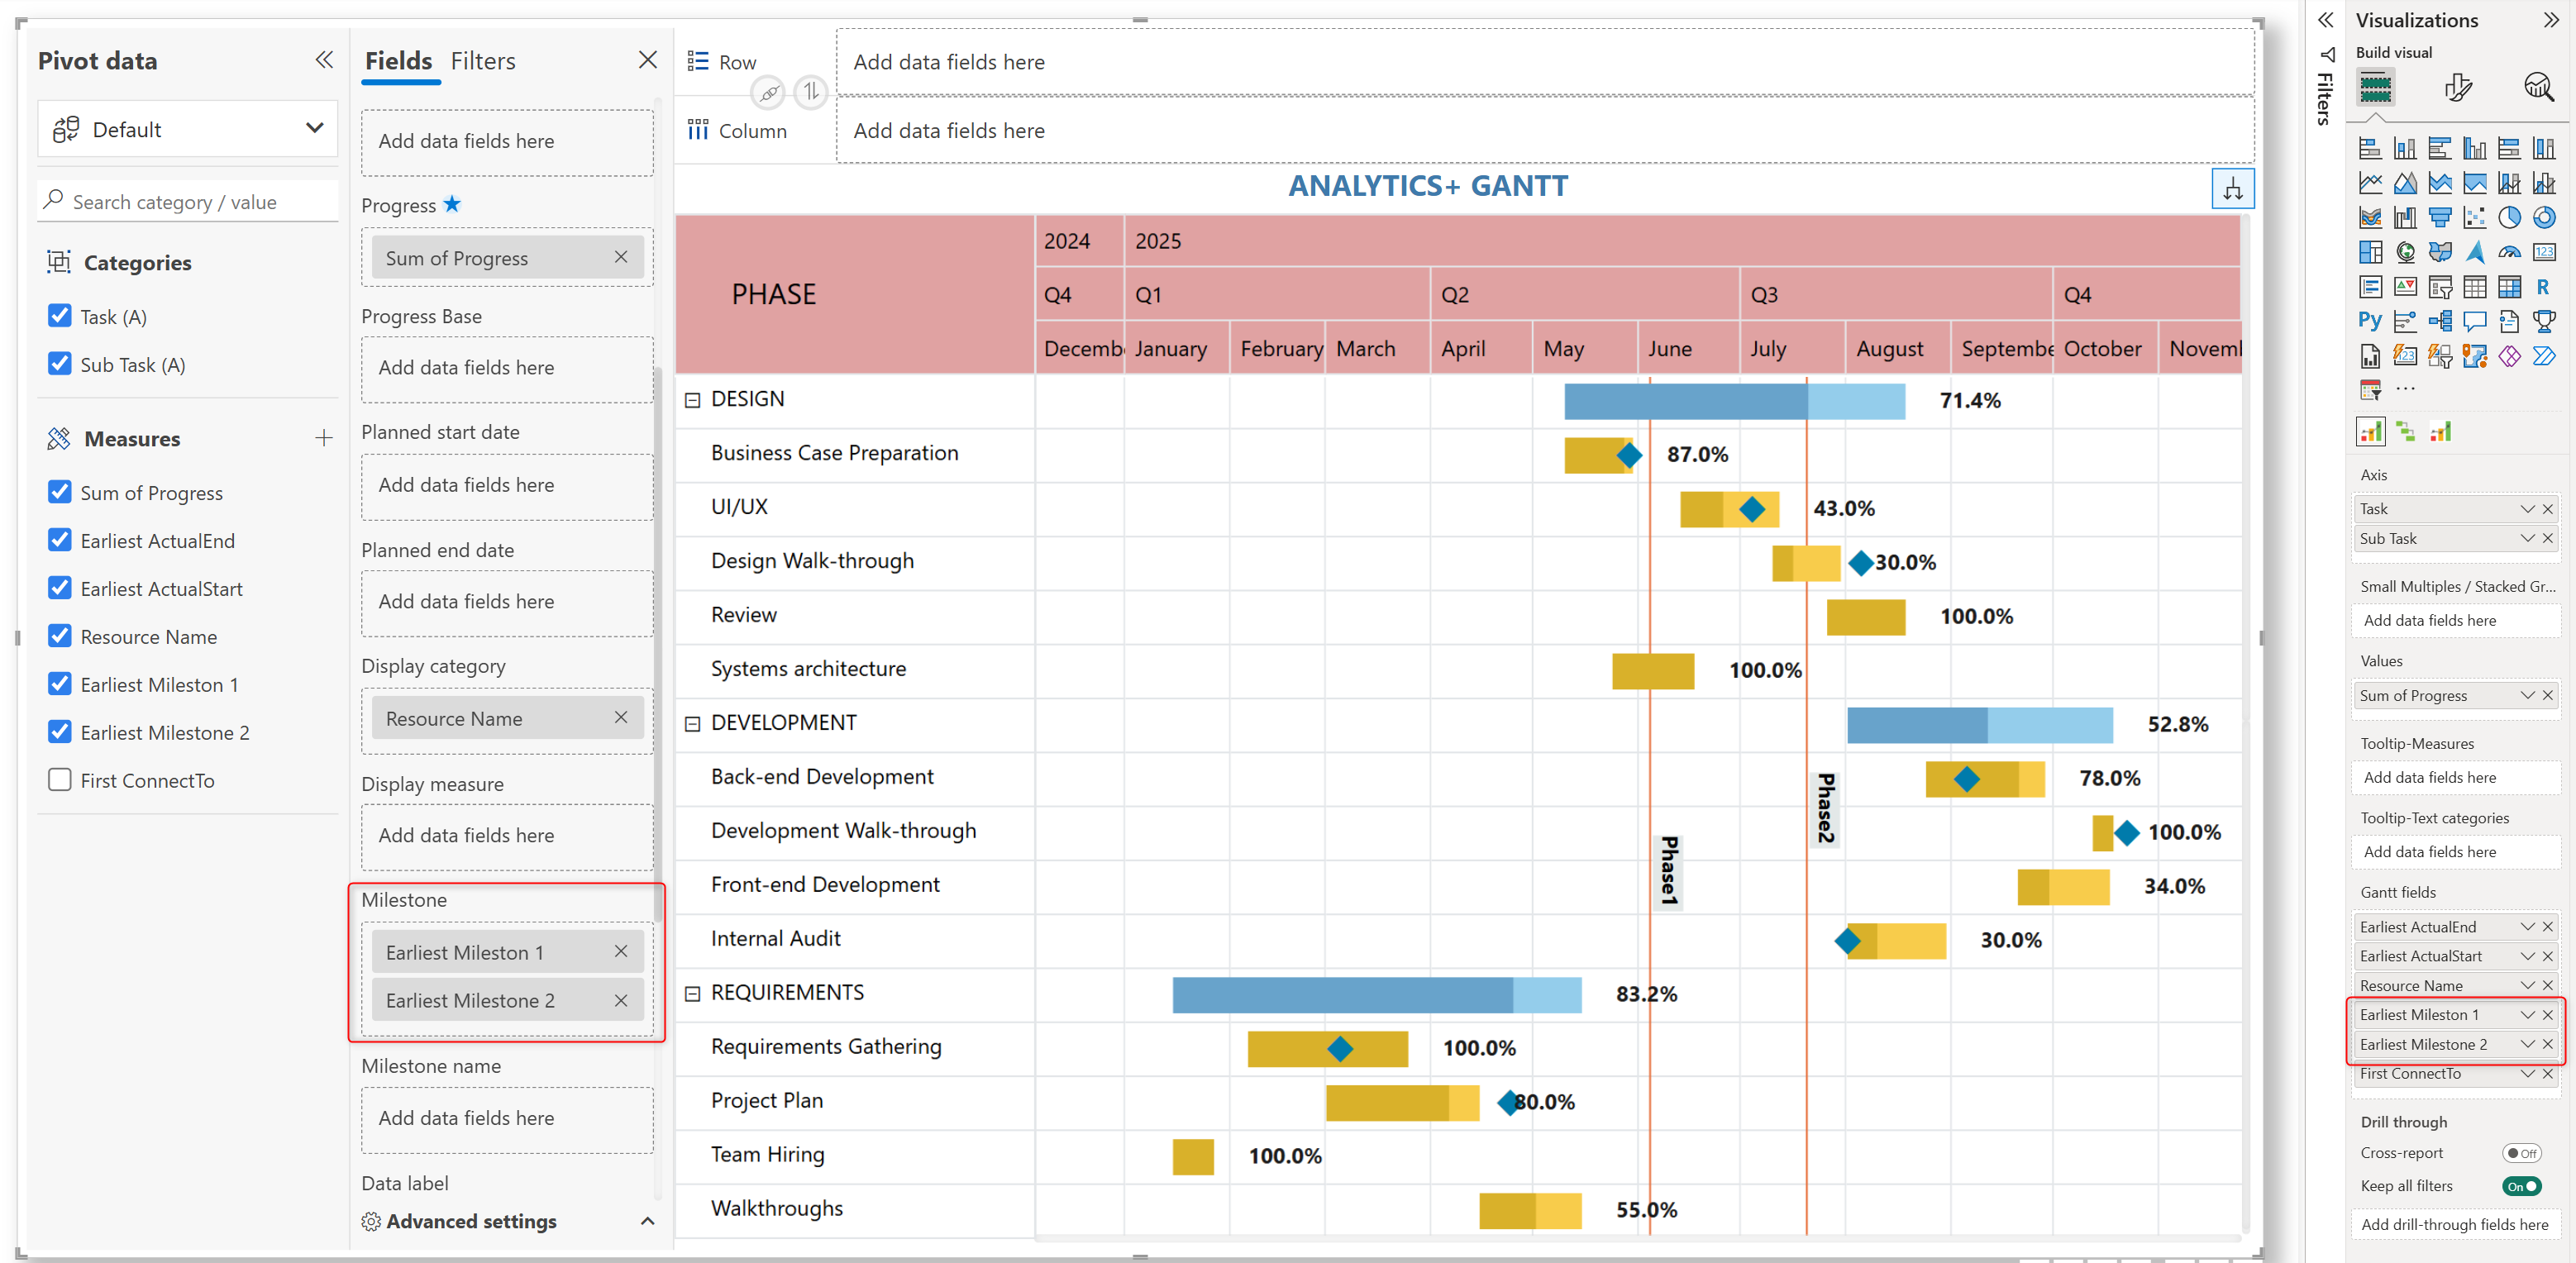 Pivot data
Default
Search category / value
Categories
Task (A)
Sub Task (A)
Measures
Sum of Progress
Earliest ActualEnd
Earliest ActualStart
Resource Name
Earliest Mileston 1
Earliest Milestone 2
First ConnectTo
Fields
Filters
Add data fields here
Progress
Sum of Progress
Progress Base
Add data fields here
Planned start date
Add data fields here
Planned end date
Add data fields here
Display category
Resource Name
Display measure
Add data fields here
Milestone
Earliest Mileston 1
Earliest Milestone 2
Milestone name
Add data fields here
Data label
Advanced settings
Row
Add data fields here
Column
Add data fields here
ANALYTICS+ GANTT
PHASE
2024 2025
Q4 Q1 Q2 Q3 Q4
Decemb January February March April May June July August Septembe October Novem
DESIGN 71.4%
Business Case Preparation 87.0%
UI/UX 43.0%
Design Walk-through 30.0%
Review 100.0%
Systems architecture 100.0%
DEVELOPMENT 52.8%
Back-end Development 78.0%
Phase2
Development Walk-through 100.0%
Phase1
Front-end Development 34.0%
Internal Audit 30.0%
REQUIREMENTS 83.2%
Requirements Gathering 100.0%
Project Plan 80.0%
Team Hiring 100.0%
Walkthroughs 55.0%
Filters
Visualizations
Build visual
123
R
Py
123
Axis
Task
Sub Task
Small Multiples / Stacked Gr...
Add data fields here
Values
Sum of Progress
Tooltip-Measures
Add data fields here
Tooltip-Text categories
Add data fields here
Gantt fields
Earliest ActualEnd
Earliest ActualStart
Resource Name
Earliest Mileston 1
Earliest Milestone 2
First ConnectTo
Drill through
Cross-report Off
Keep all filters On
Add drill-through fields here